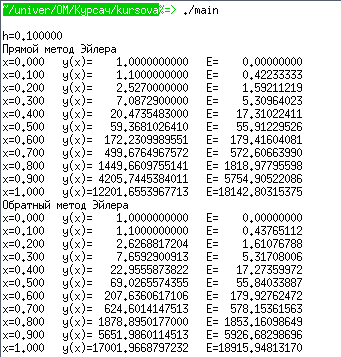 ~/univer/OM/Курсач/kursova%=> ./main
h=0.100000
Прямой метод Эйлера
x=0.000 y(x)= 1.0000000000 E= 0.00000000
x=0.100 y(x)= 1.1000000000 E= 0.42233333
x=0.200 y(x)= 2.5270000000 E= 1.59211219
x=0.300 y(x)= 7.0872900000 E= 5.30964023
x=0.400 y(x)= 20.4735483000 E= 17.31022411
x=0.500 y(x)= 59.3681026410 E= 55.91229526
x=0.600 y(x)= 172.2309989551 E= 179.41604081
x=0.700 y(x)= 499.6764967572 E= 572.60663990
x=0.800 y(x)= 1449.6609755141 E= 1818.97795598
x=0.900 y(x)= 4205.7445384011 E= 5754.90522086
x=1.000 y(x)=12201.6553967713 E=18142.80315375
Обратный метод Эйлера
x=0.000 y(x)= 1.0000000000 E= 0.00000000
x=0.100 y(x)= 1.1000000000 E= 0.43765112
x=0.200 y(x)= 2.6268817204 E= 1.61076788
x=0.300 y(x)= 7.6592900913 E= 5.31708006
x=0.400 y(x)= 22.9555873822 E= 17.27359972
x=0.500 y(x)= 69.0265574355 E= 55.84033887
x=0.600 y(x)= 207.6360617106 E= 179.92762472
x=0.700 y(x)= 624.6014147513 E= 578.15361563
x=0.800 y(x)= 1878.8950177000 E= 1853.16098649
x=0.900 y(x)= 5651.9860114513 E= 5926.68298696
x=1.000 y(x)=17001.9668797232 E=18915.94813170